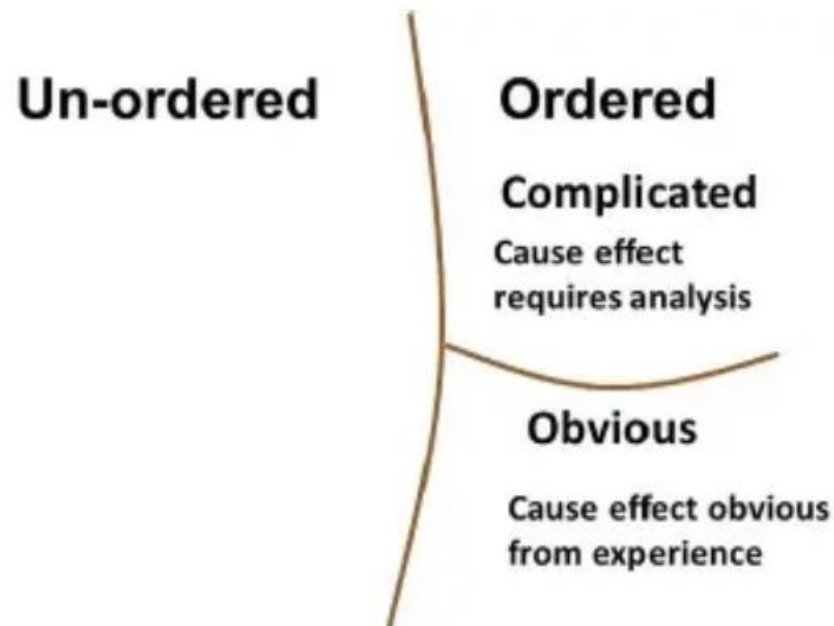 Un-ordered
Ordered
Complicated
Cause effect
requires analysis
Obvious
Cause effect obvious
from experience